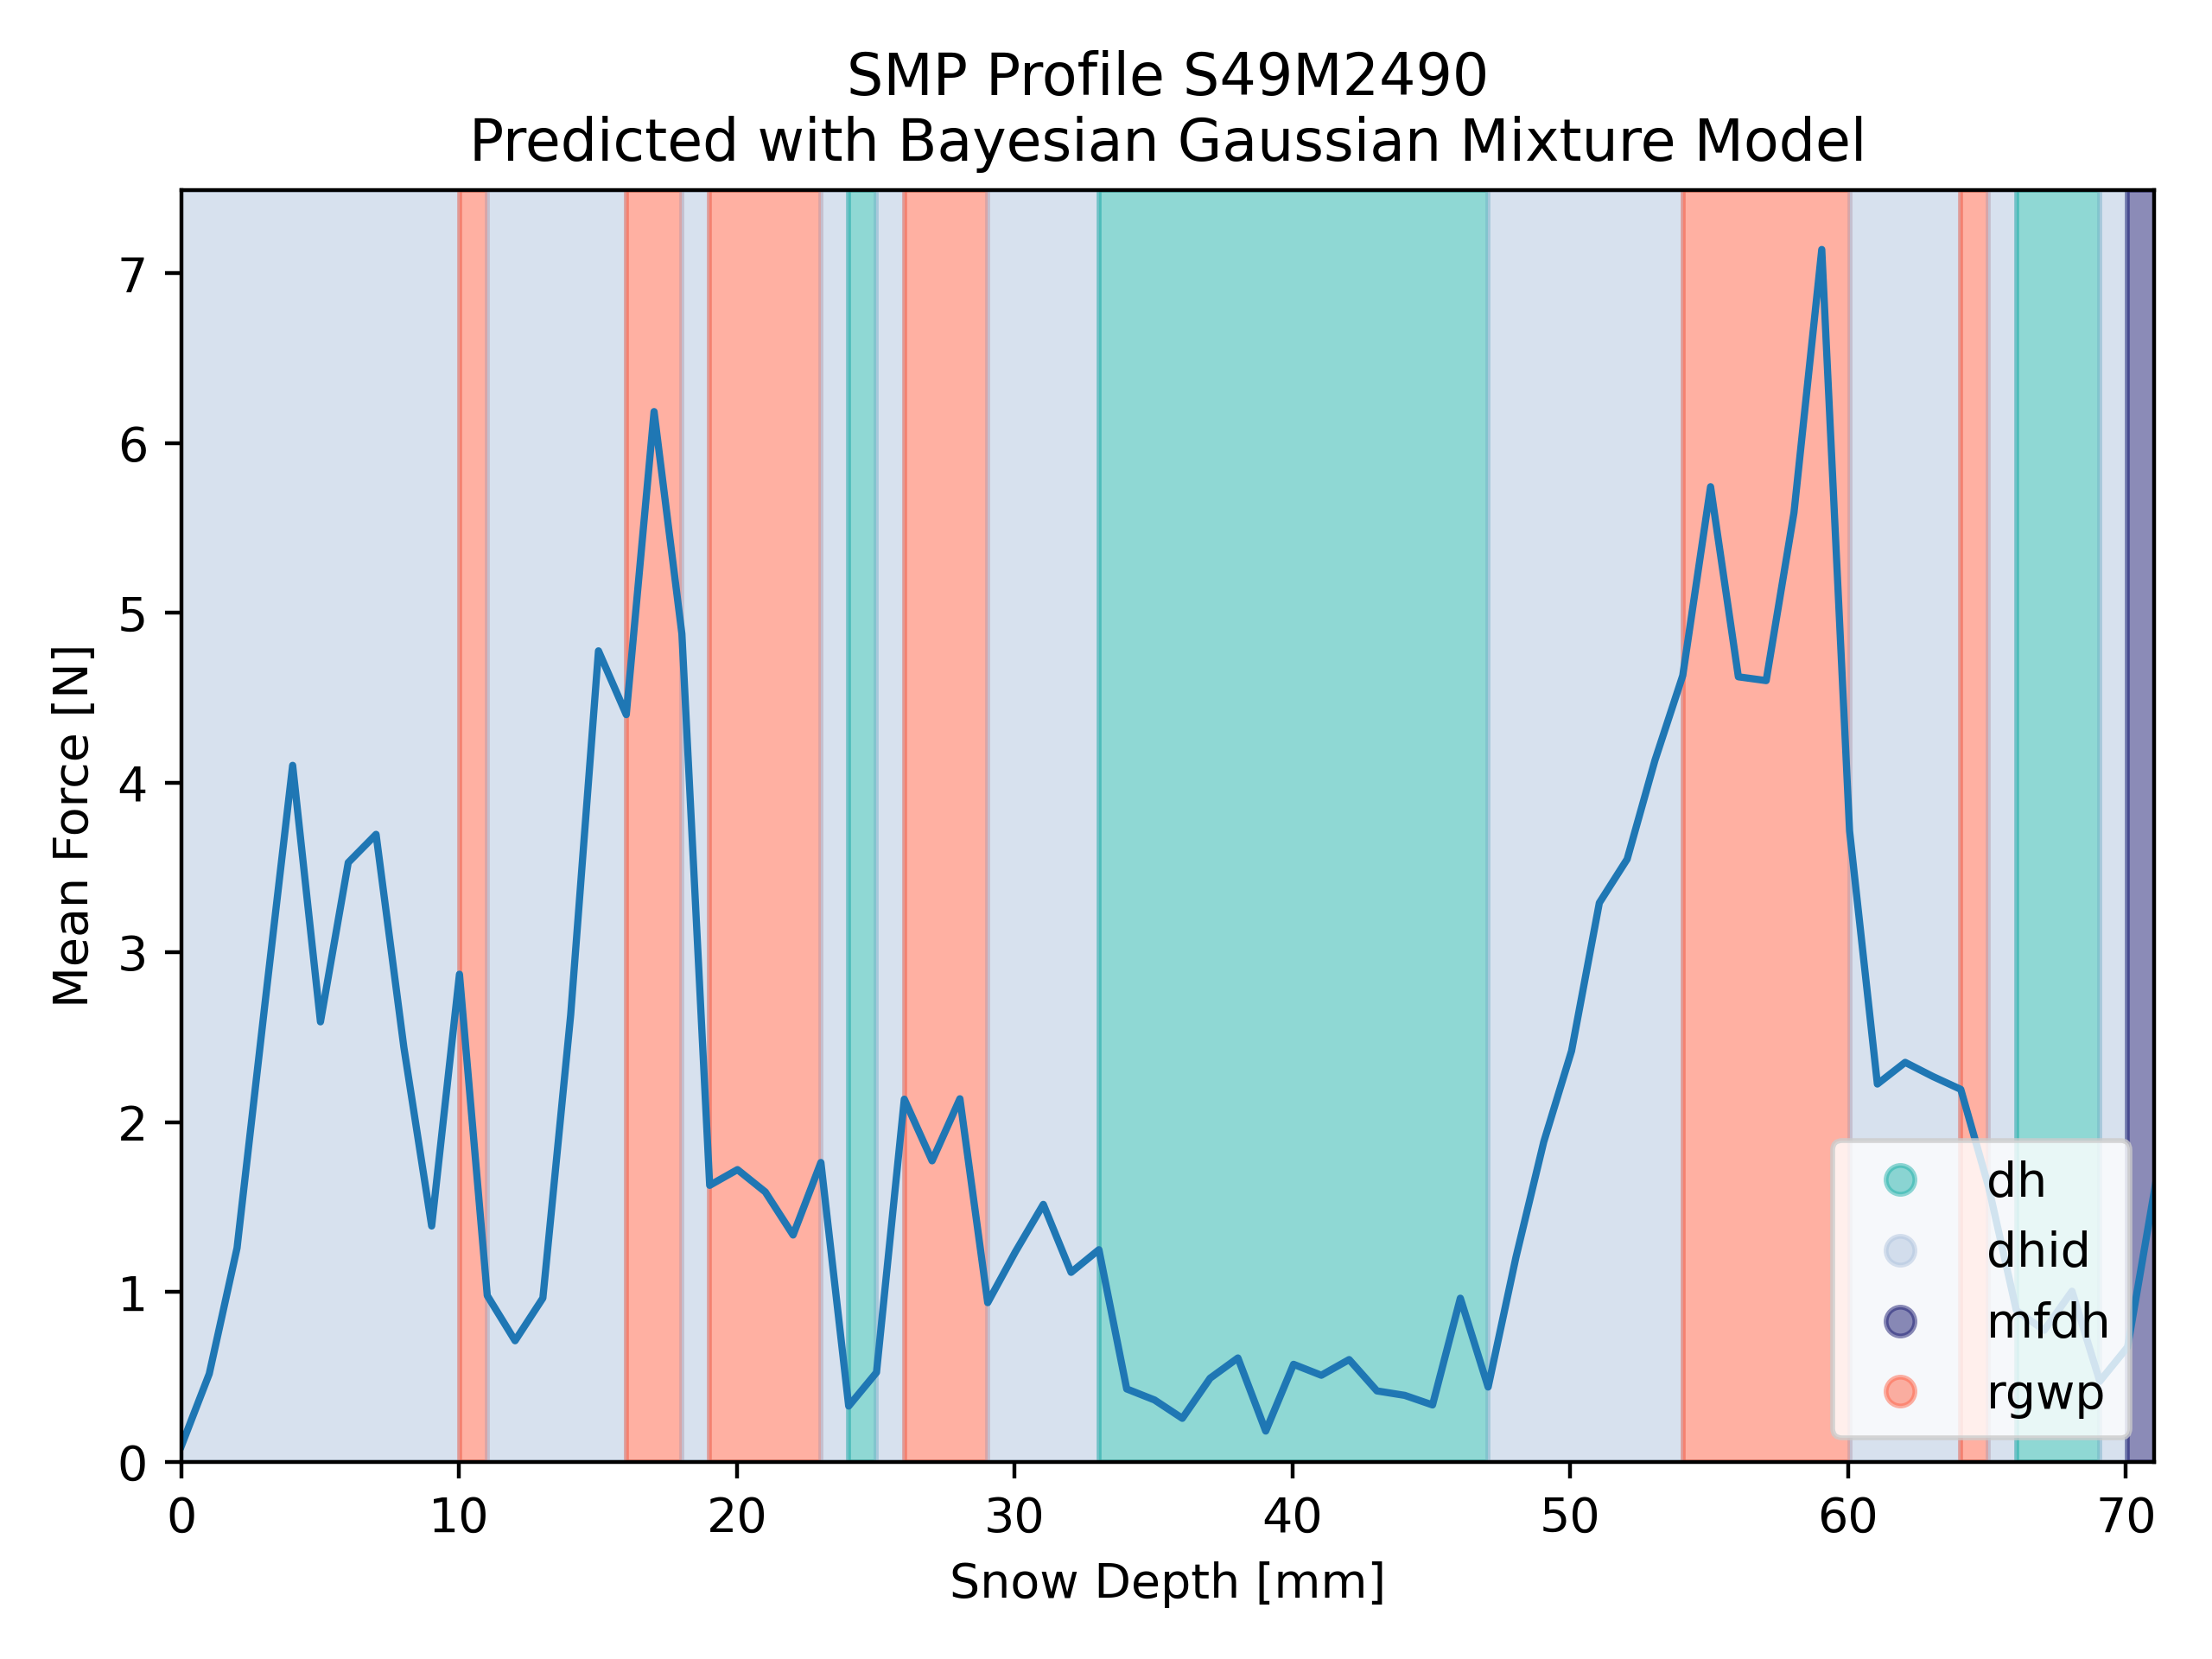 SMP Profile S49M2490
Predicted with Bayesian Gaussian Mixture Model
Mean Force [N]
7
6
5
4
3
2
1
0
0 10 20 30 40 50 60 70
Snow Depth [mm]
dh
dhid
mfdh
rgwp